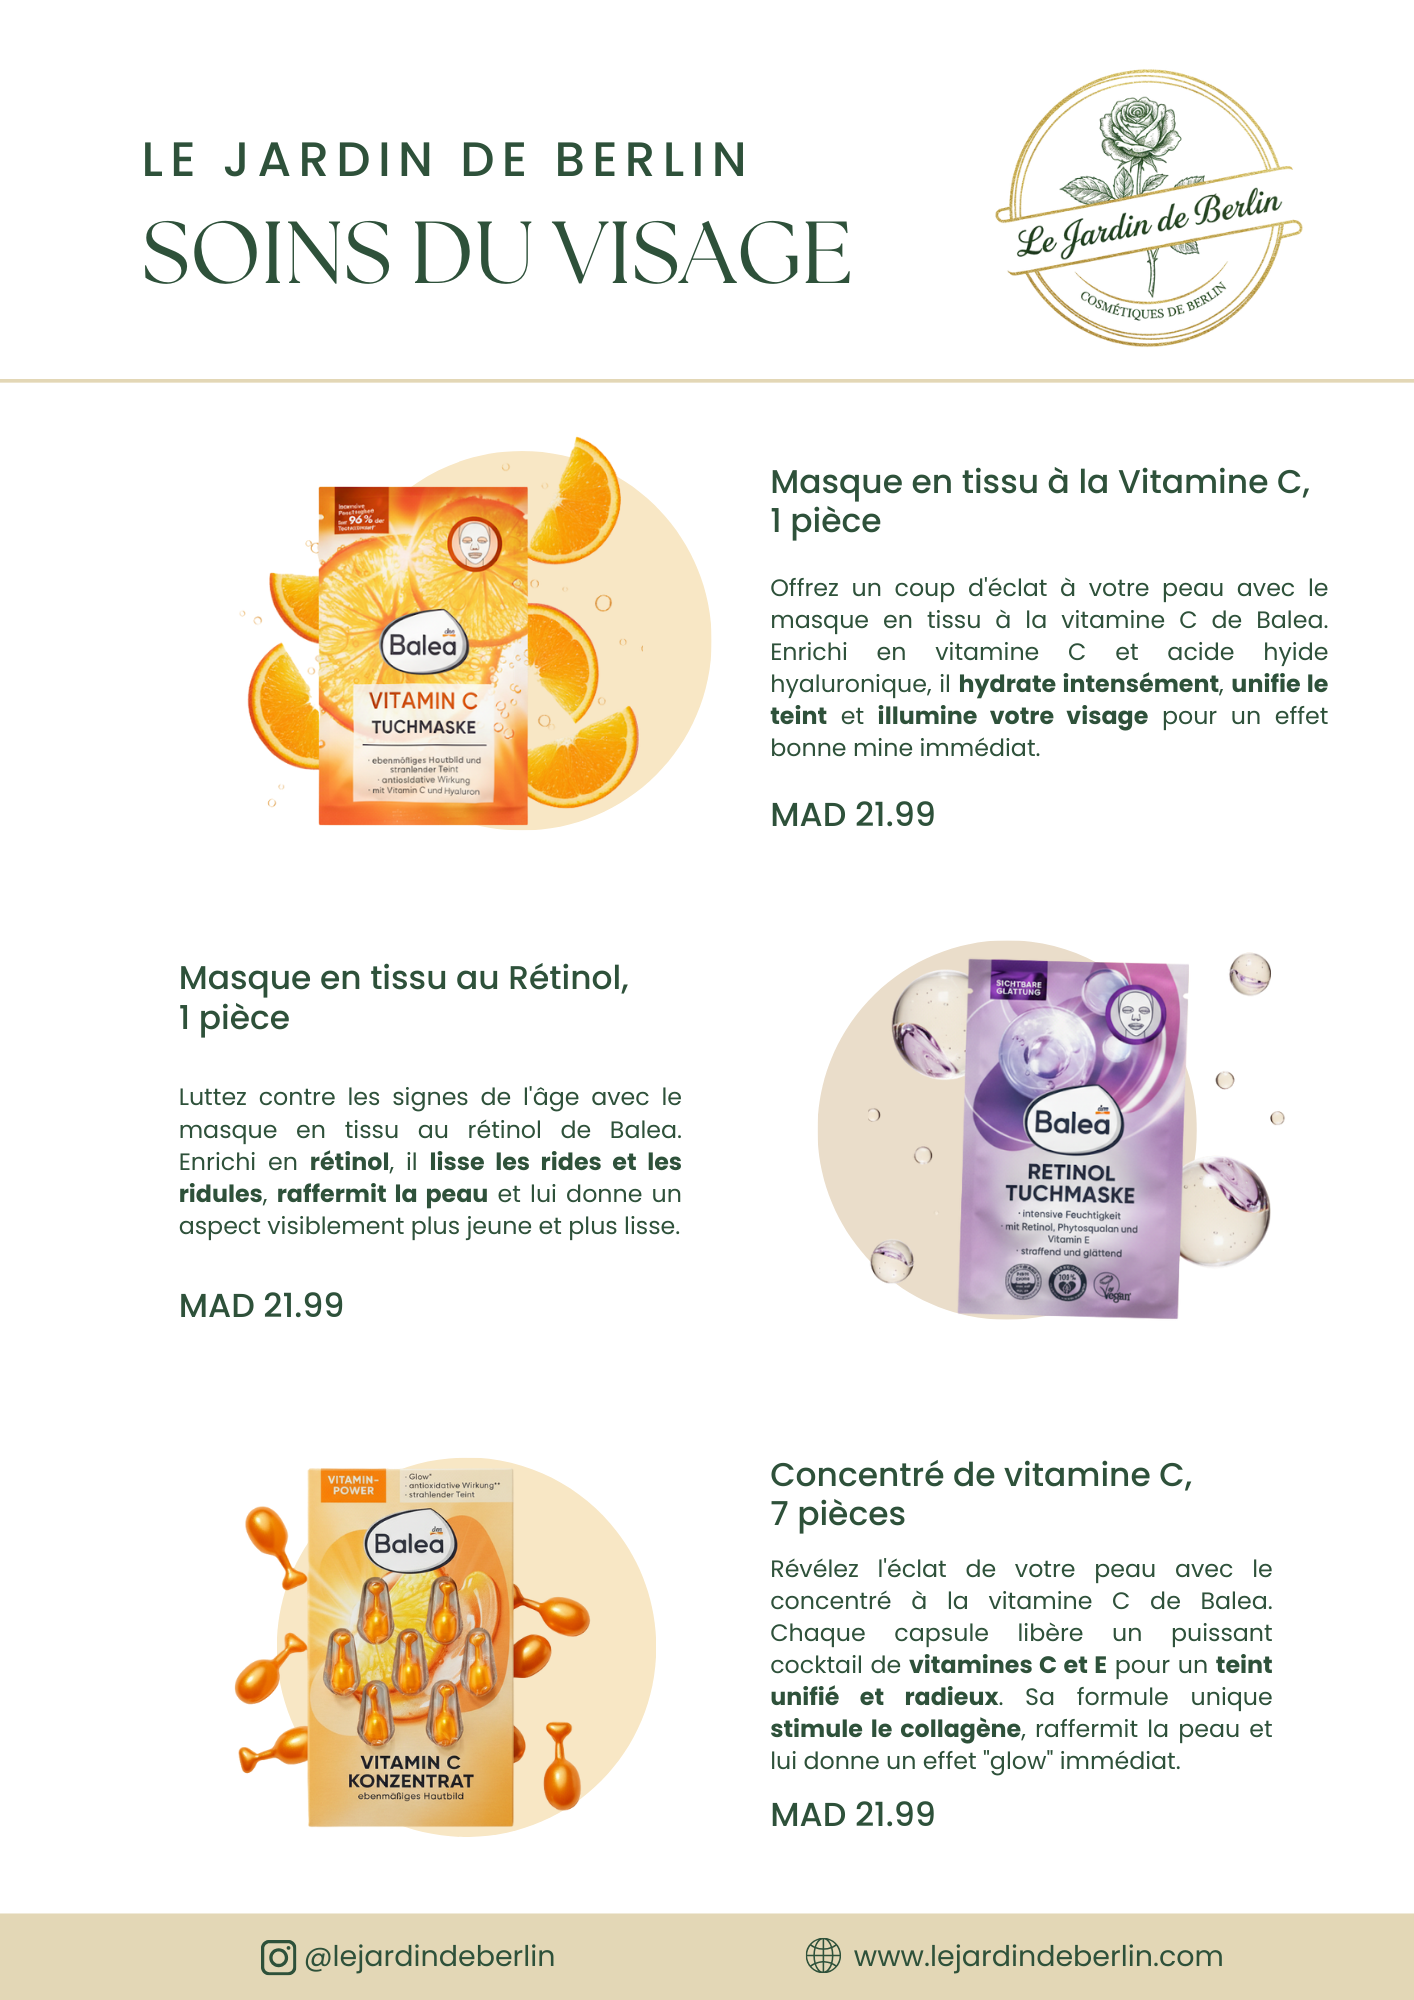 LE JARDIN DE BERLIN
SOINS DU VISAGE
Le Jardin de Berlin
COSMÉTIQUES DE BERLIN
Intensive
Feuchtigkeit
96% der
Balea
dm
VITAMIN C
TUCHMASKE
· ebenmößiges Hautbild und
stranlender Teint
· antiosldative Wirkung
· mit Vitamin C und Hyaluron
Masque en tissu à la Vitamine C,
1 pièce
Offrez un coup d'éclat à votre peau avec le
masque en tissu à la vitamine C de Balea.
Enrichi en vitamine C et acide hyide
hyaluronique, il hydrate intensément, unifie le
teint et illumine votre visage pour un effet
bonne mine immédiat.
MAD 21.99
Masque en tissu au Rétinol,
1 pièce
Luttez contre les signes de l'âge avec le
masque en tissu au rétinol de Balea.
Enrichi en rétinol, il lisse les rides et les
ridules, raffermit la peau et lui donne un
aspect visiblement plus jeune et plus lisse.
MAD 21.99
SICHTBARE
GLÄTTUNG
Balea
dm
RETINOL
TUCHMASKE
· intensive Feuchtigkeit
· mit Retinol, Phytosqualan und
Vitamin E
· straffend und glättend
100%
Vegan
VITAMIN-
POWER
· Glow*
· antioxidative Wirkung**
· strahlender Teint
Balea
dm
VITAMIN C
KONZENTRAT
ebenmäßiges Hautbild
Concentré de vitamine C,
7 pièces
Révélez l'éclat de votre peau avec le
concentré à la vitamine C de Balea.
Chaque capsule libère un puissant
cocktail de vitamines C et E pour un teint
unifié et radieux. Sa formule unique
stimule le collagène, raffermit la peau et
lui donne un effet "glow" immédiat.
MAD 21.99
@lejardindeberlin
www.lejardindeberlin.com